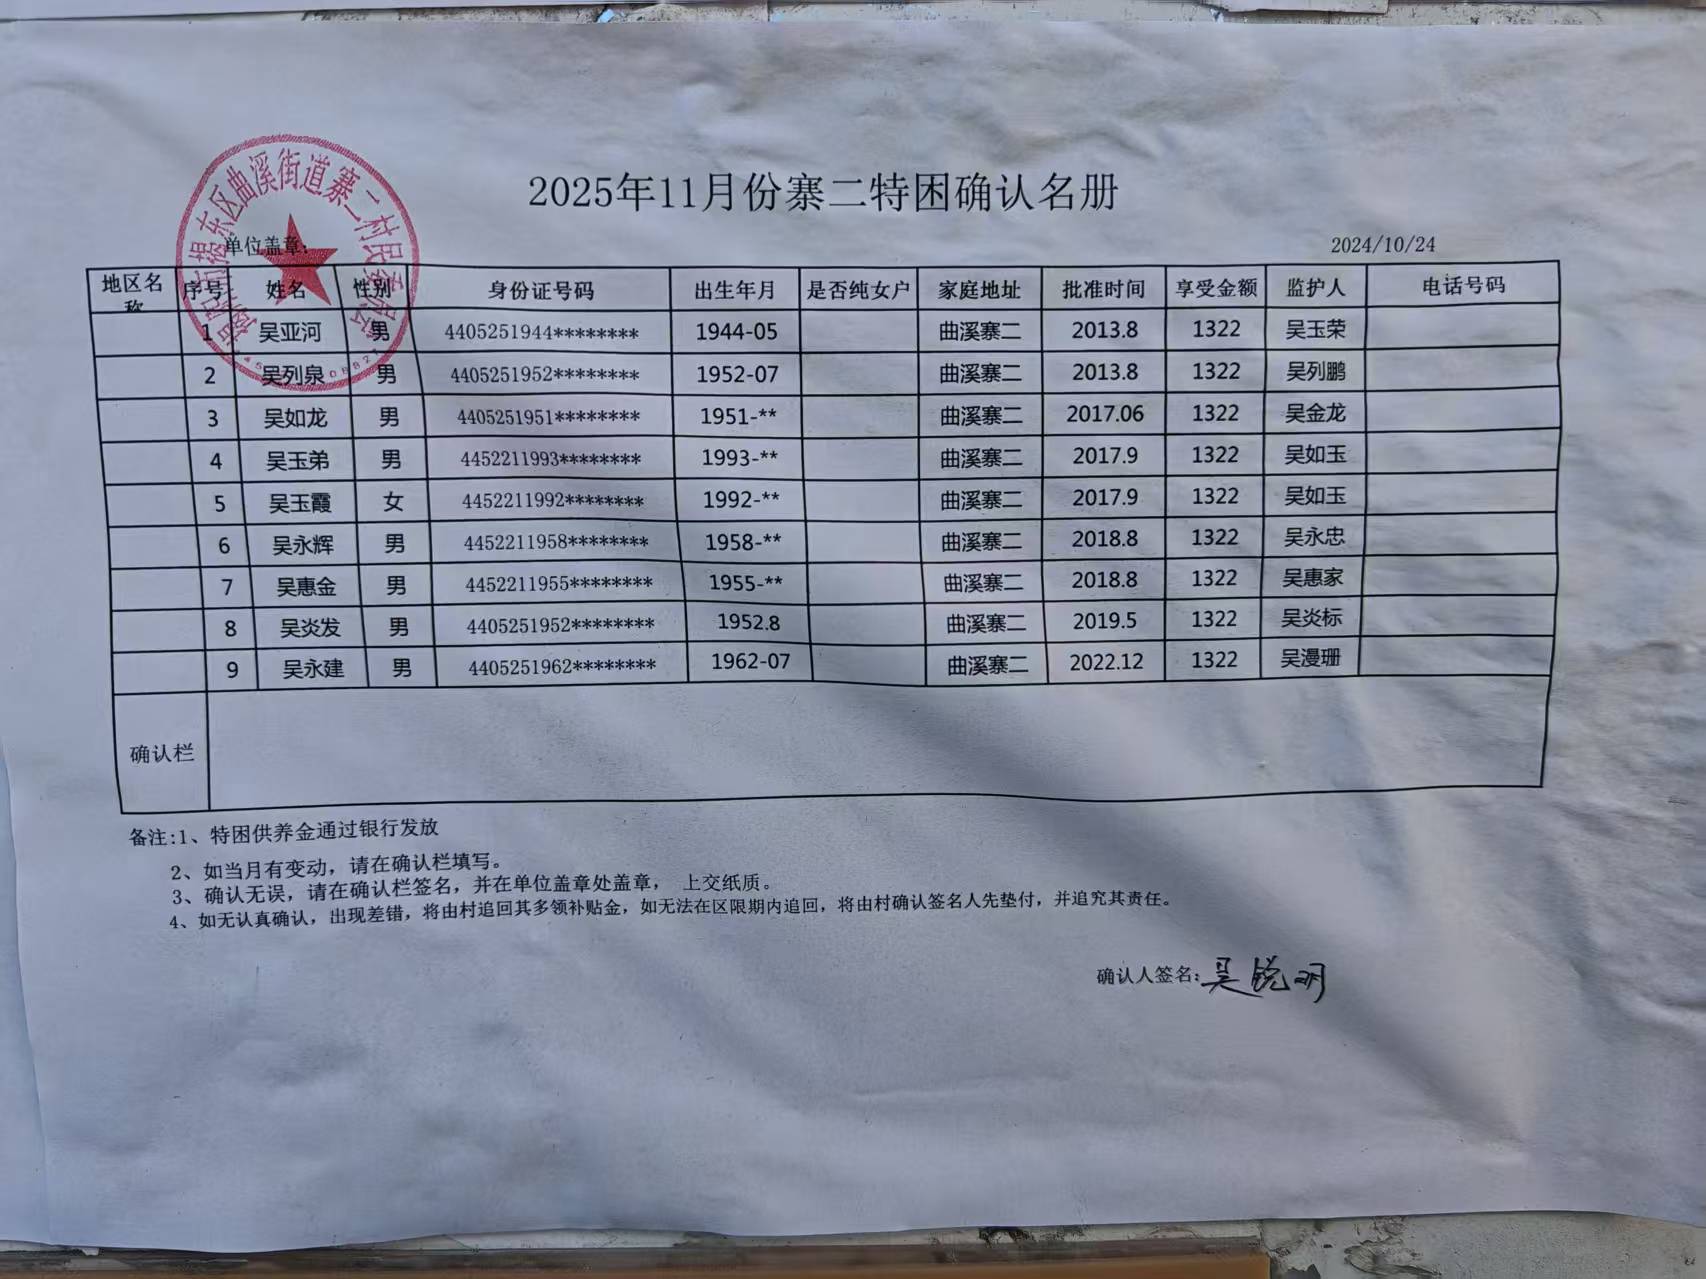 2025年11月份寨二特困确认名册
揭阳市揭东区曲溪街道寨二村民委员会
单位盖章: 2024/10/24
地区名称 序号 姓名 性别 身份证号码 出生年月 是否纯女户 家庭地址 批准时间 享受金额 监护人 电话号码
1 吴亚河 男 4405251944******** 1944-05 曲溪寨二 2013.8 1322 吴玉荣
2 吴列泉 男 4405251952******** 1952-07 曲溪寨二 2013.8 1322 吴列鹏
3 吴如龙 男 4405251951******** 1951-** 曲溪寨二 2017.06 1322 吴金龙
4 吴玉弟 男 4452211993******** 1993-** 曲溪寨二 2017.9 1322 吴如玉
5 吴玉霞 女 4452211992******** 1992-** 曲溪寨二 2017.9 1322 吴如玉
6 吴永辉 男 4452211958******** 1958-** 曲溪寨二 2018.8 1322 吴永忠
7 吴惠金 男 4452211955******** 1955-** 曲溪寨二 2018.8 1322 吴惠家
8 吴炎发 男 4405251952******** 1952.8 曲溪寨二 2019.5 1322 吴炎标
9 吴永建 男 4405251962******** 1962-07 曲溪寨二 2022.12 1322 吴漫珊
确认栏
备注:1、特困供养金通过银行发放
2、如当月有变动，请在确认栏填写。
3、确认无误，请在确认栏签名，并在单位盖章处盖章， 上交纸质。
4、如无认真确认，出现差错，将由村追回其多领补贴金，如无法在区限期内追回，将由村确认签名人先垫付，并追究其责任。
确认人签名:吴锐明